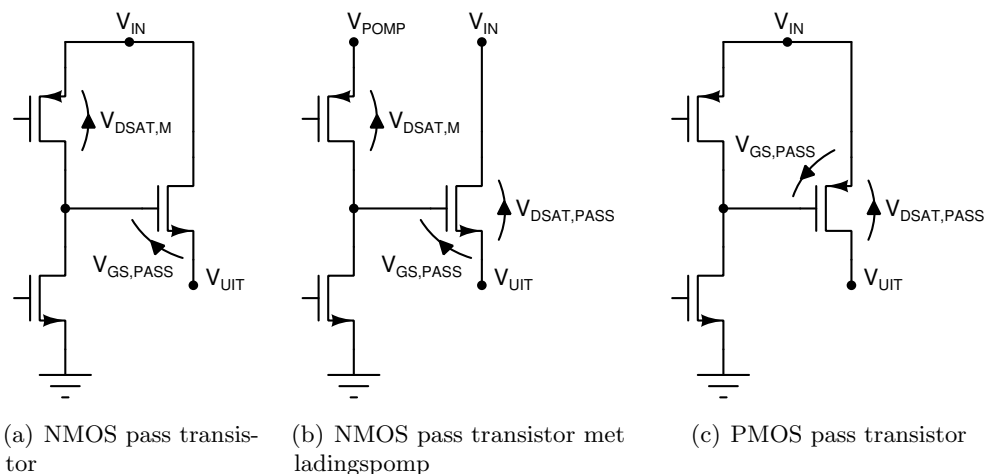 V_IN
V_DSAT,M
V_GS,PASS
V_UIT
(a) NMOS pass transis-
tor
V_POMP
V_IN
V_DSAT,M
V_DSAT,PASS
V_GS,PASS
V_UIT
(b) NMOS pass transistor met
ladingspomp
V_IN
V_GS,PASS
V_DSAT,PASS
V_UIT
(c) PMOS pass transistor